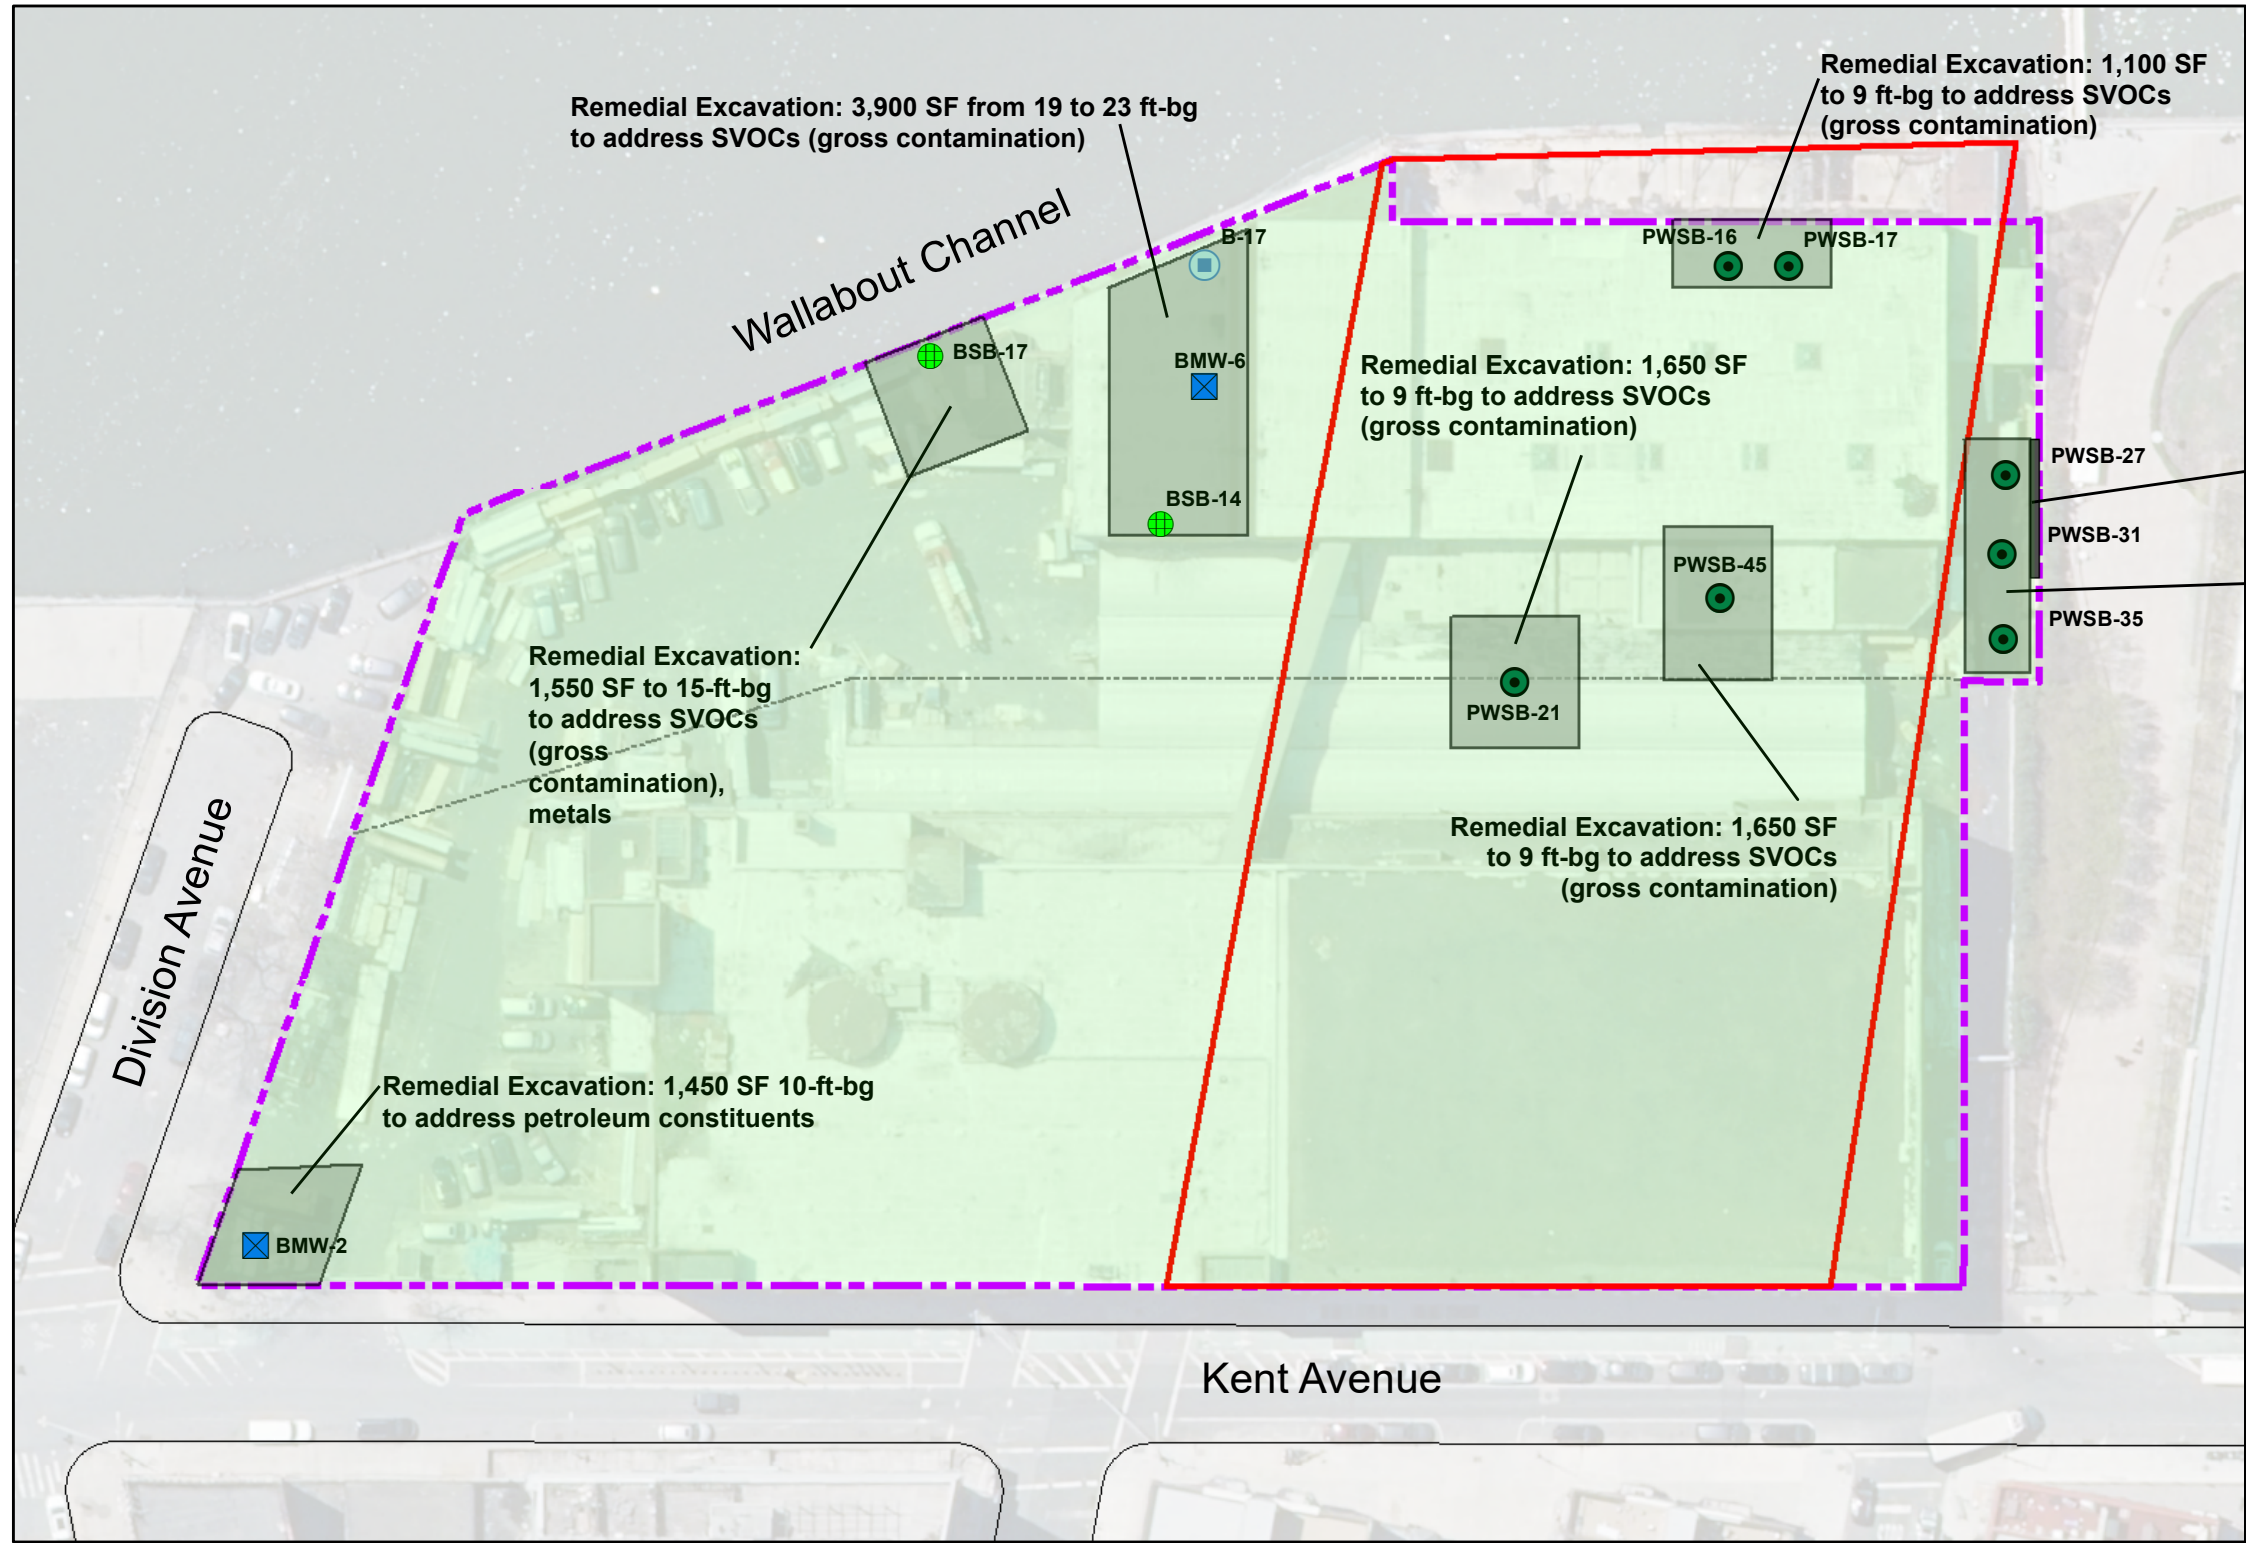 Remedial Excavation: 1,100 SF
to 9 ft-bg to address SVOCs
(gross contamination)
Remedial Excavation: 3,900 SF from 19 to 23 ft-bg
to address SVOCs (gross contamination)
Wallabout Channel
B-17
PWSB-16
PWSB-17
BSB-17
BMW-6
Remedial Excavation: 1,650 SF
to 9 ft-bg to address SVOCs
(gross contamination)
PWSB-27
BSB-14
PWSB-31
PWSB-45
PWSB-35
Remedial Excavation:
1,550 SF to 15-ft-bg
to address SVOCs
(gross
contamination),
metals
PWSB-21
Remedial Excavation: 1,650 SF
to 9 ft-bg to address SVOCs
(gross contamination)
Division Avenue
Remedial Excavation: 1,450 SF 10-ft-bg
to address petroleum constituents
BMW-2
Kent Avenue